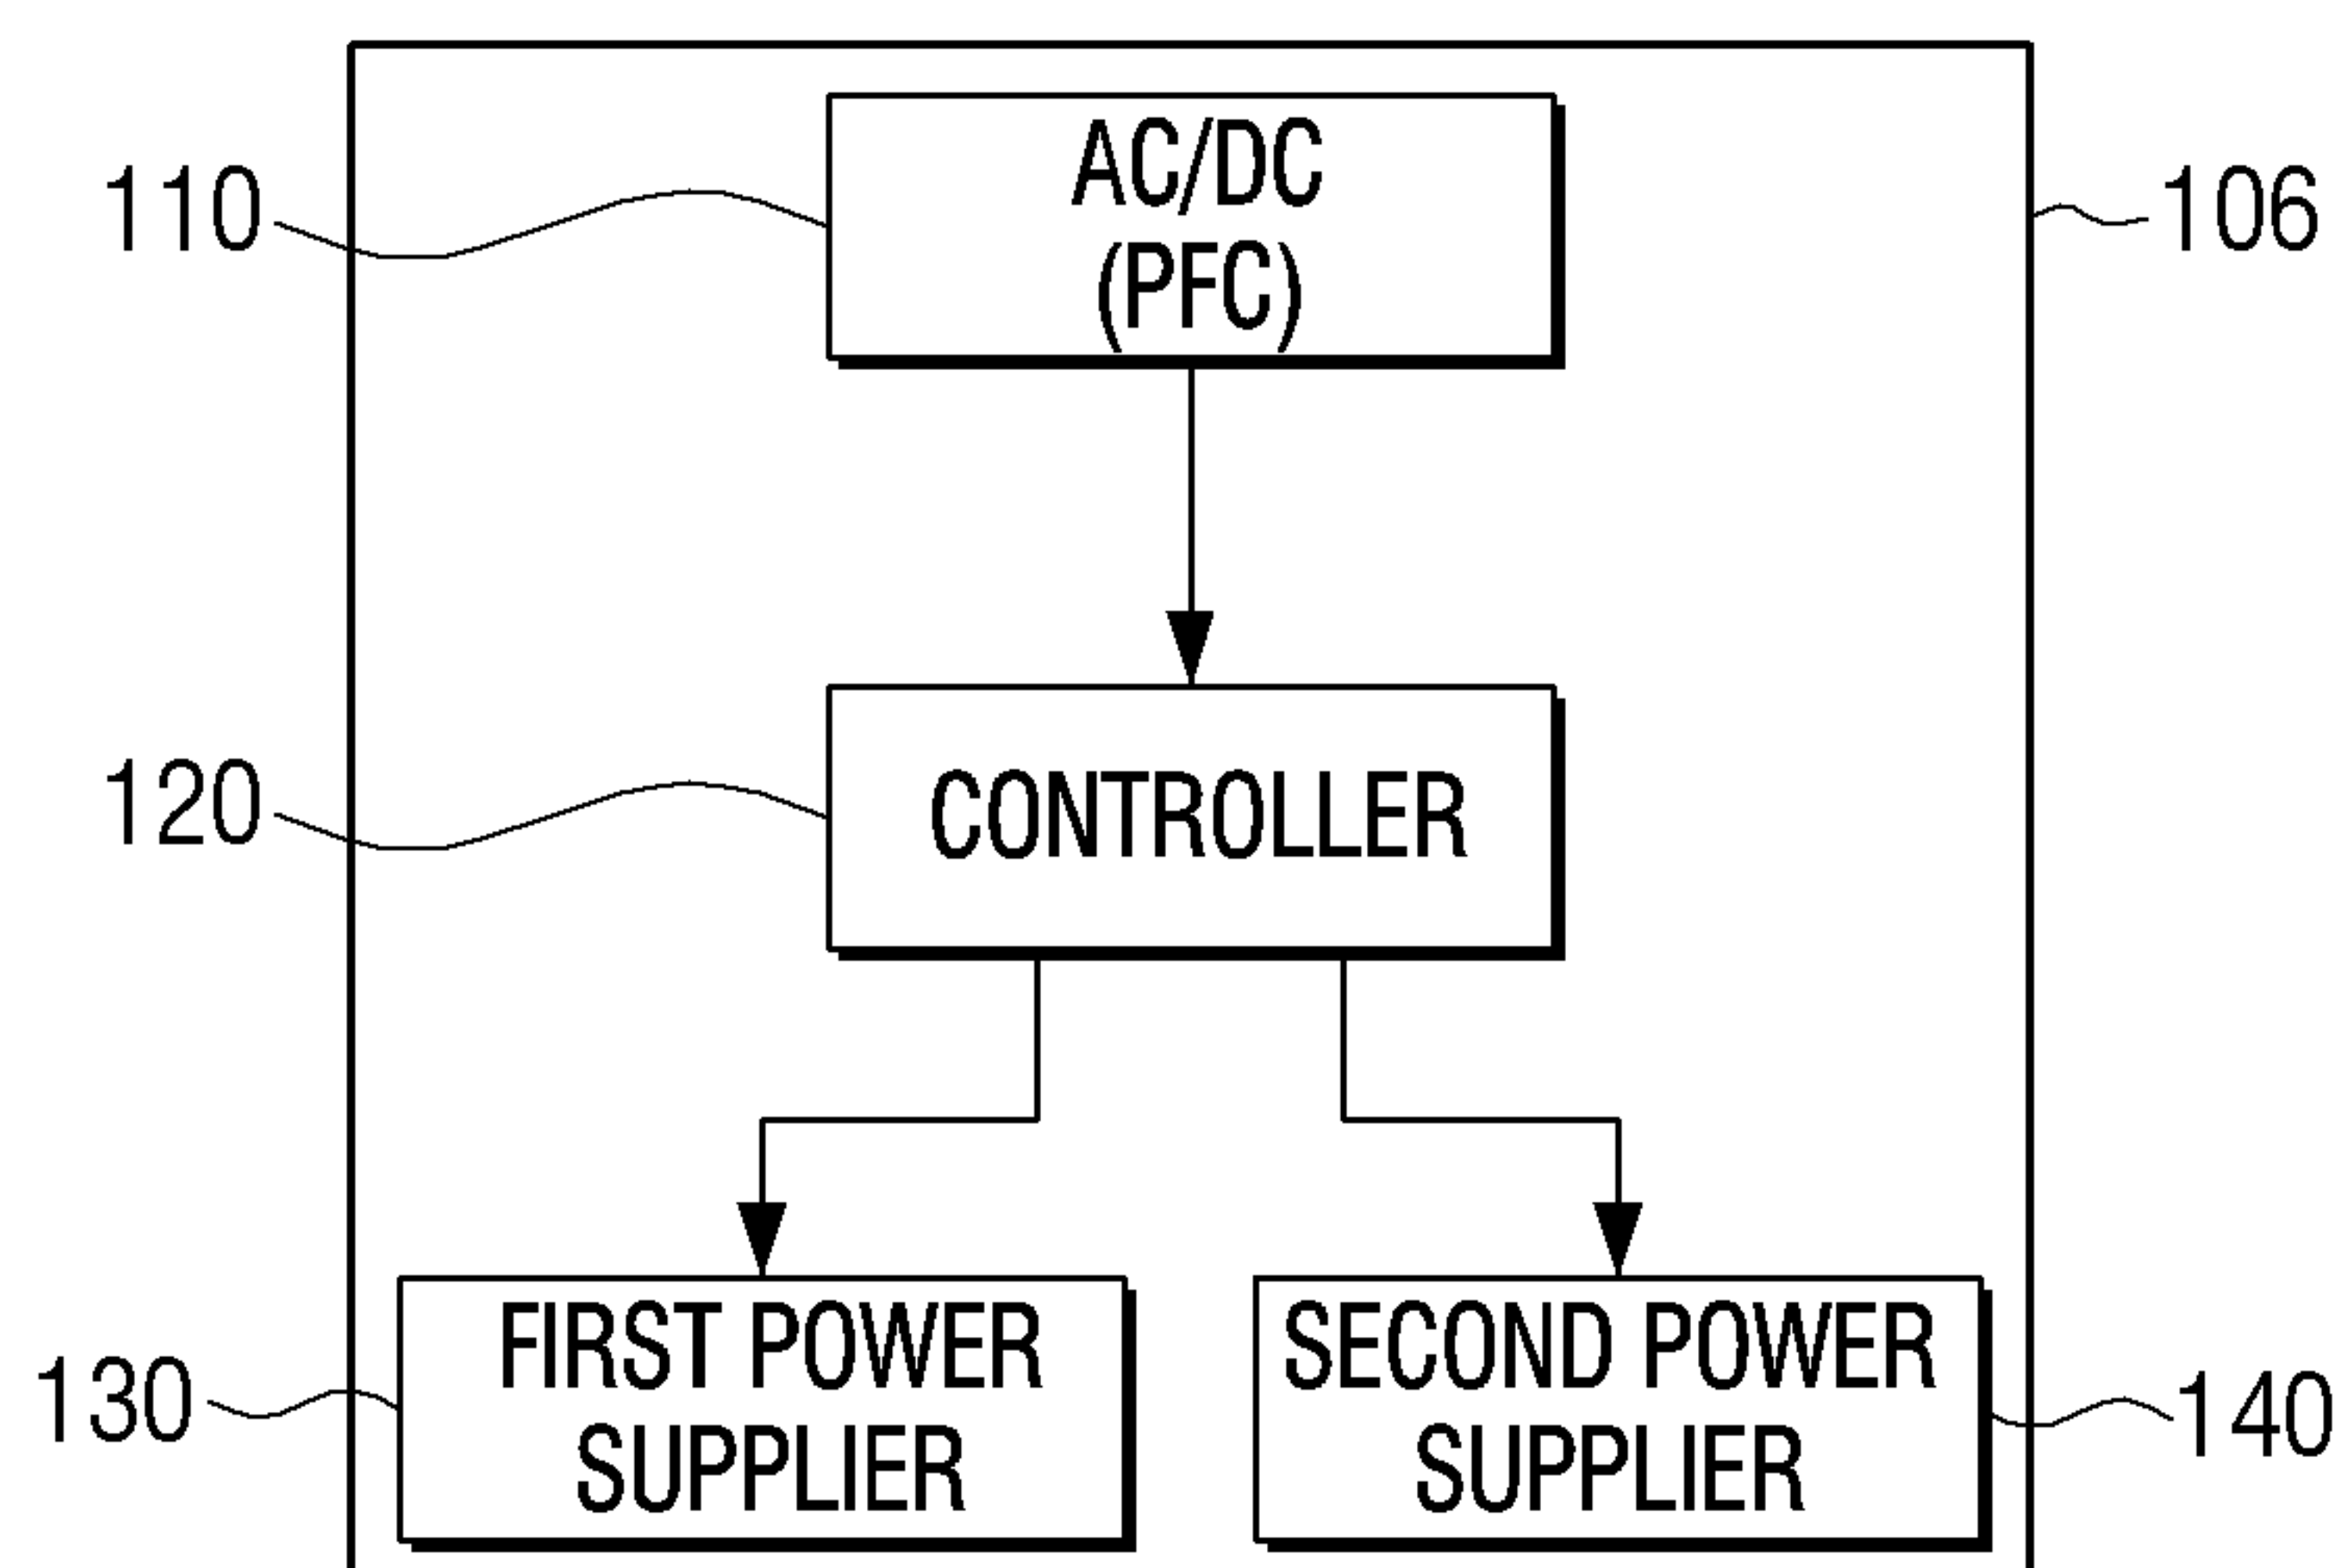 AC/DC
(PFC)
110
106
CONTROLLER
120
FIRST POWER
SUPPLIER
130
SECOND POWER
SUPPLIER
140